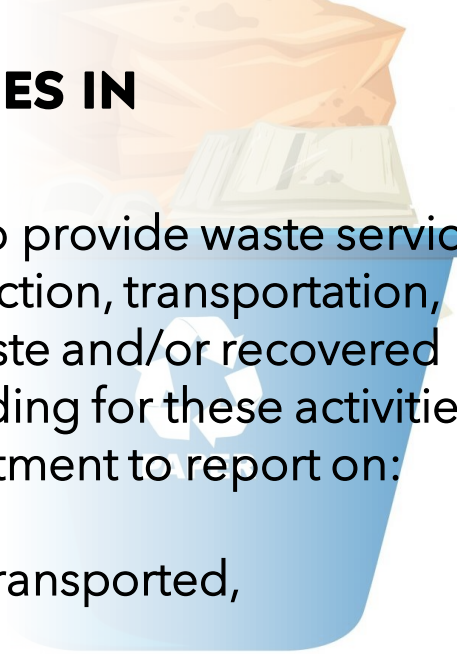 ES IN
o provide waste servic
ction, transportation,
ste and/or recovered
ding for these activitie
tment to report on:
ransported,